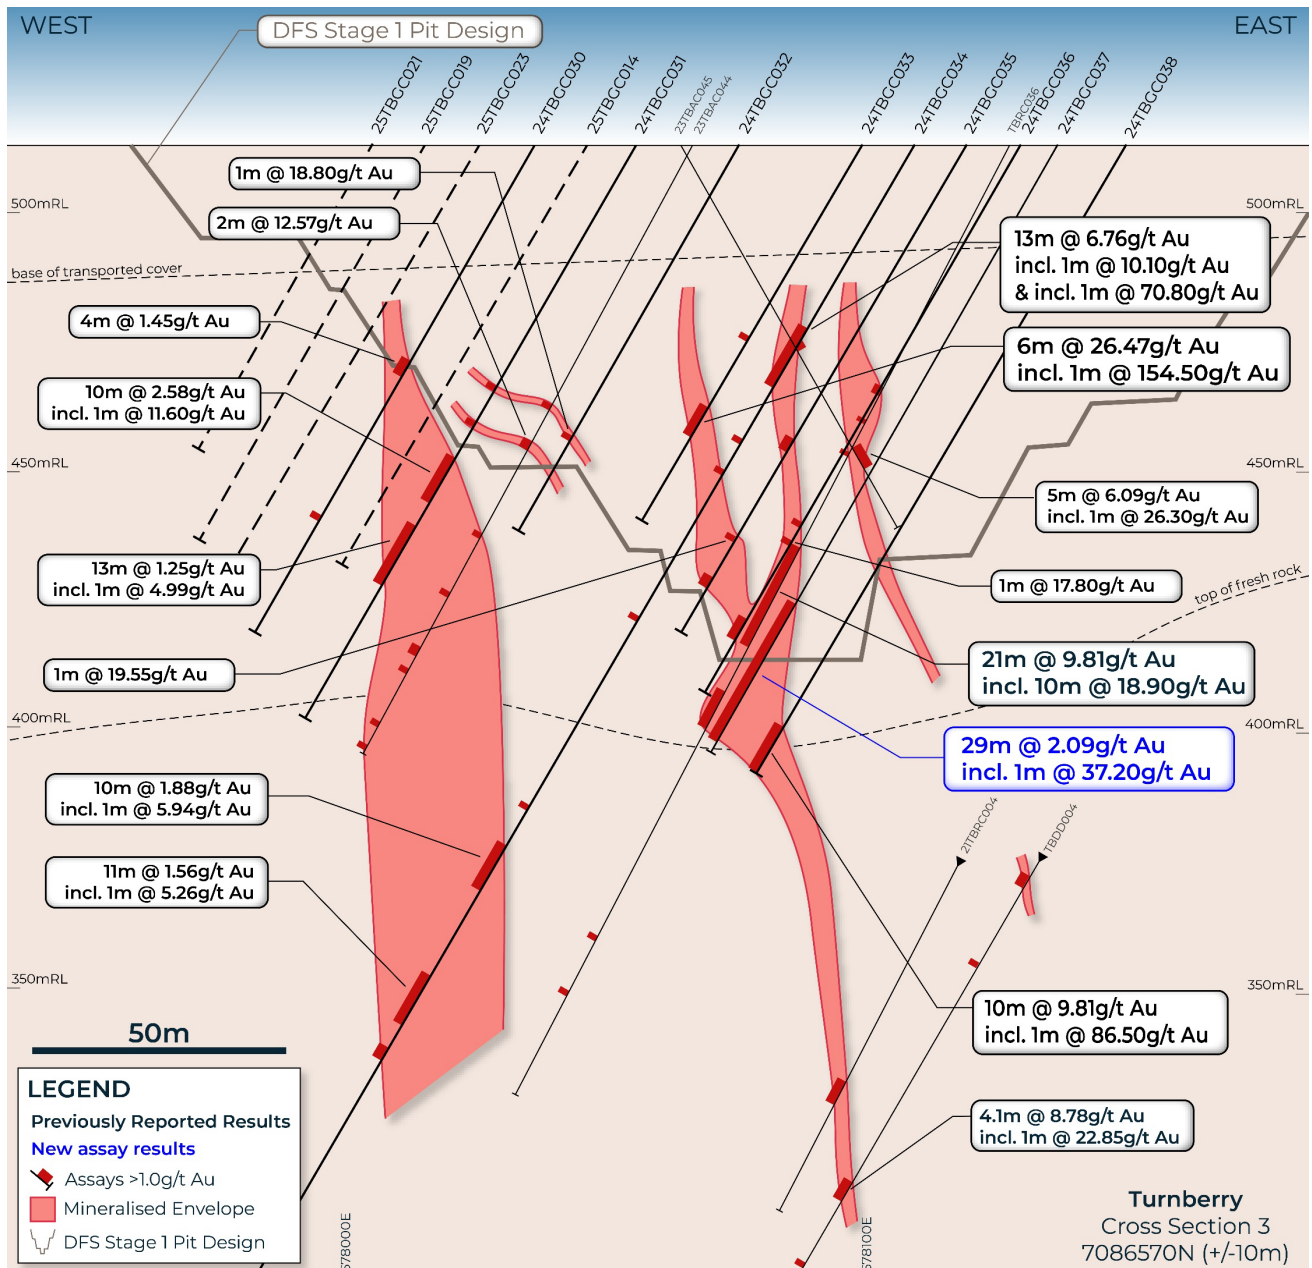 WEST
DFS Stage 1 Pit Design
EAST
25TBGC021
25TBGC019
25TBGC023
24TBGC030
25TBGC014
24TBGC031
23TBAC045
23TBAC044
24TBGC032
24TBGC033
24TBGC034
24TBGC035
TBRC036
24TBGC036
24TBGC037
24TBGC038
1m @ 18.80g/t Au
2m @ 12.57g/t Au
500mRL
500mRL
base of transported cover
13m @ 6.76g/t Au
incl. 1m @ 10.10g/t Au
& incl. 1m @ 70.80g/t Au
4m @ 1.45g/t Au
6m @ 26.47g/t Au
incl. 1m @ 154.50g/t Au
10m @ 2.58g/t Au
incl. 1m @ 11.60g/t Au
450mRL
450mRL
5m @ 6.09g/t Au
incl. 1m @ 26.30g/t Au
13m @ 1.25g/t Au
incl. 1m @ 4.99g/t Au
1m @ 17.80g/t Au
top of fresh rock
1m @ 19.55g/t Au
21m @ 9.81g/t Au
incl. 10m @ 18.90g/t Au
400mRL
400mRL
29m @ 2.09g/t Au
incl. 1m @ 37.20g/t Au
10m @ 1.88g/t Au
incl. 1m @ 5.94g/t Au
21TBRC004
TBDD004
11m @ 1.56g/t Au
incl. 1m @ 5.26g/t Au
350mRL
350mRL
10m @ 9.81g/t Au
incl. 1m @ 86.50g/t Au
50m
4.1m @ 8.78g/t Au
incl. 1m @ 22.85g/t Au
LEGEND
Previously Reported Results
New assay results
Assays >1.0g/t Au
Mineralised Envelope
DFS Stage 1 Pit Design
678000E
678100E
Turnberry
Cross Section 3
7086570N (+/-10m)